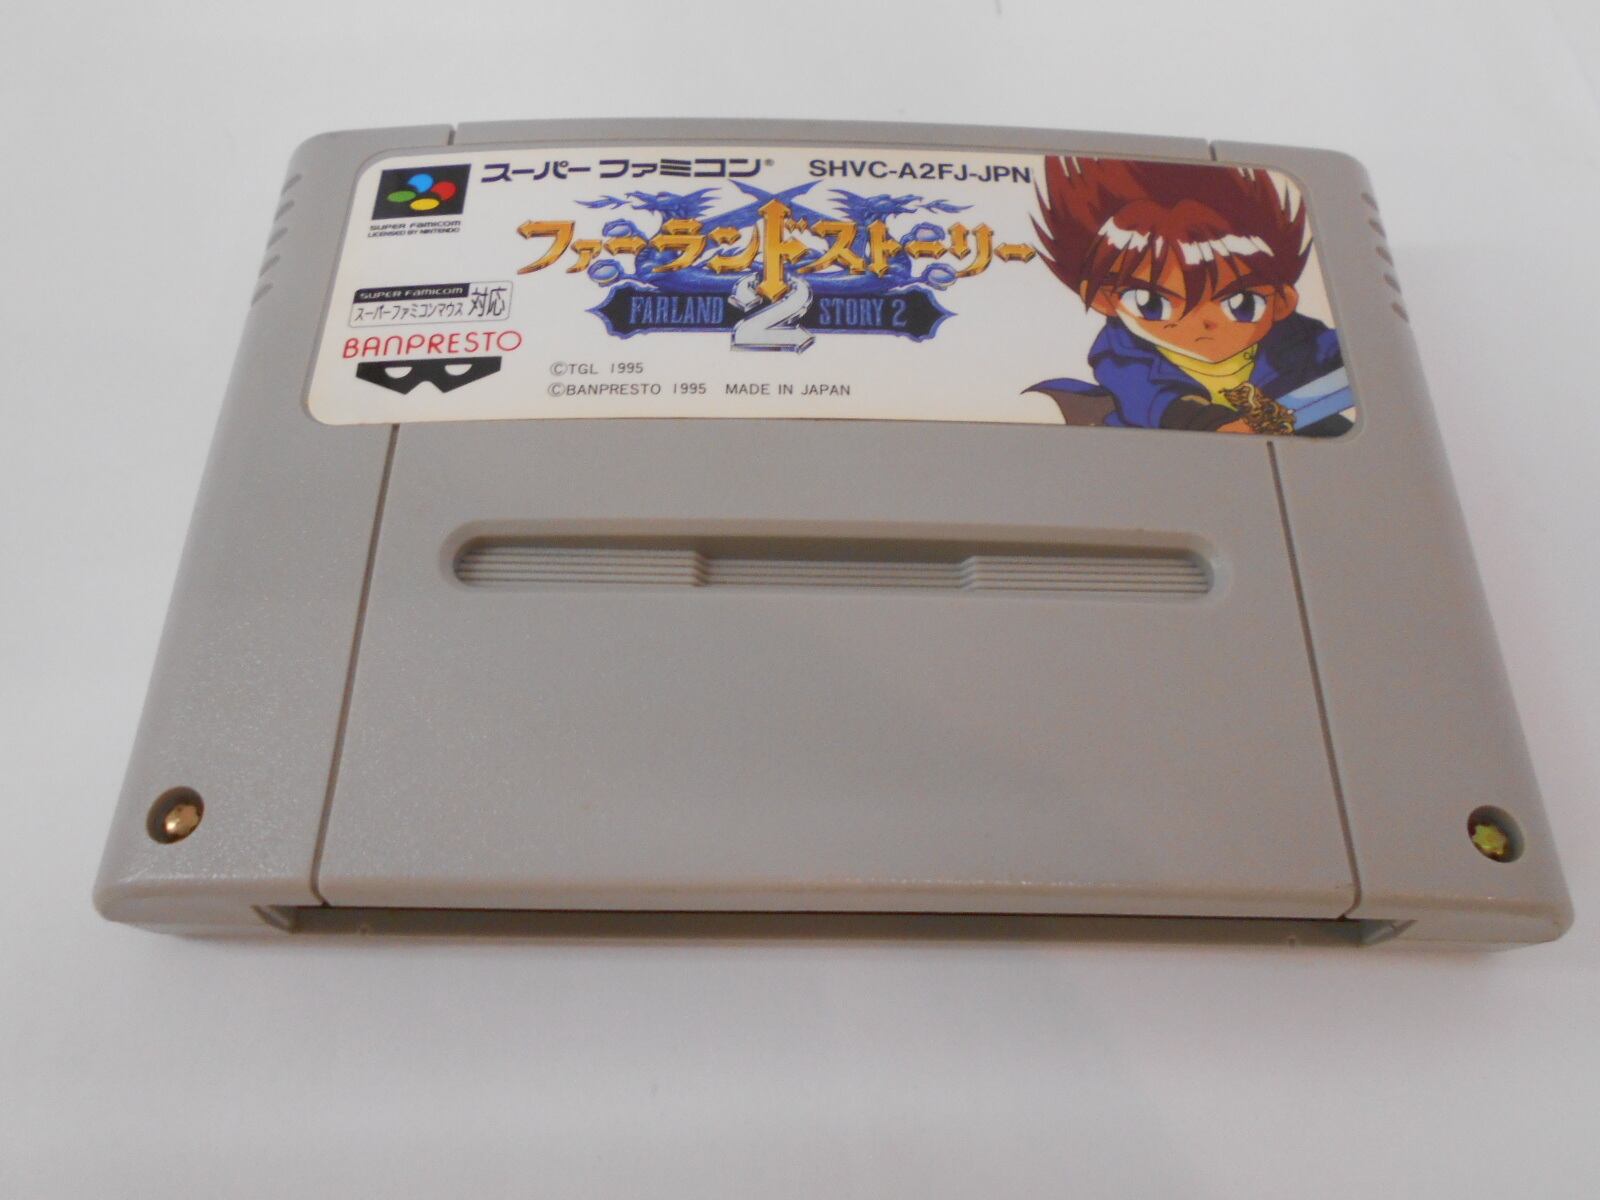 スーパーファミコン®
SHVC-A2FJ-JPN
SUPER FAMICOM
LICENSED BY NINTENDO
ファーランドストーリー
2
FARLAND STORY 2
SUPER FAMICOM
スーパーファミコンマウス 対応
BANPRESTO
©TGL 1995
©BANPRESTO 1995 MADE IN JAPAN